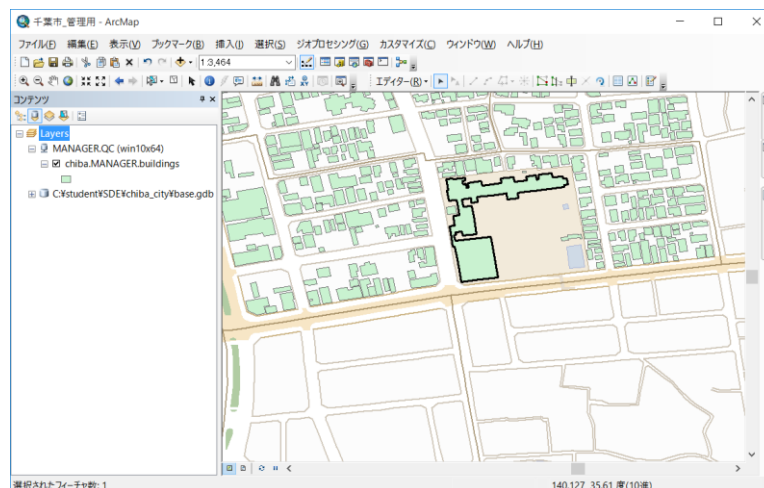 千葉市_管理用 - ArcMap
ファイル(F) 編集(E) 表示(V) ブックマーク(B) 挿入(I) 選択(S) ジオプロセシング(G) カスタマイズ(C) ウィンドウ(W) ヘルプ(H)
1:3,464
エディター(R)
コンテンツ
Layers
MANAGER.QC (win10x64)
chiba.MANAGER.buildings
C:¥student¥SDE¥chiba_city¥base.gdb
選択されたフィーチャ数: 1
140.127 35.61 度(10進)